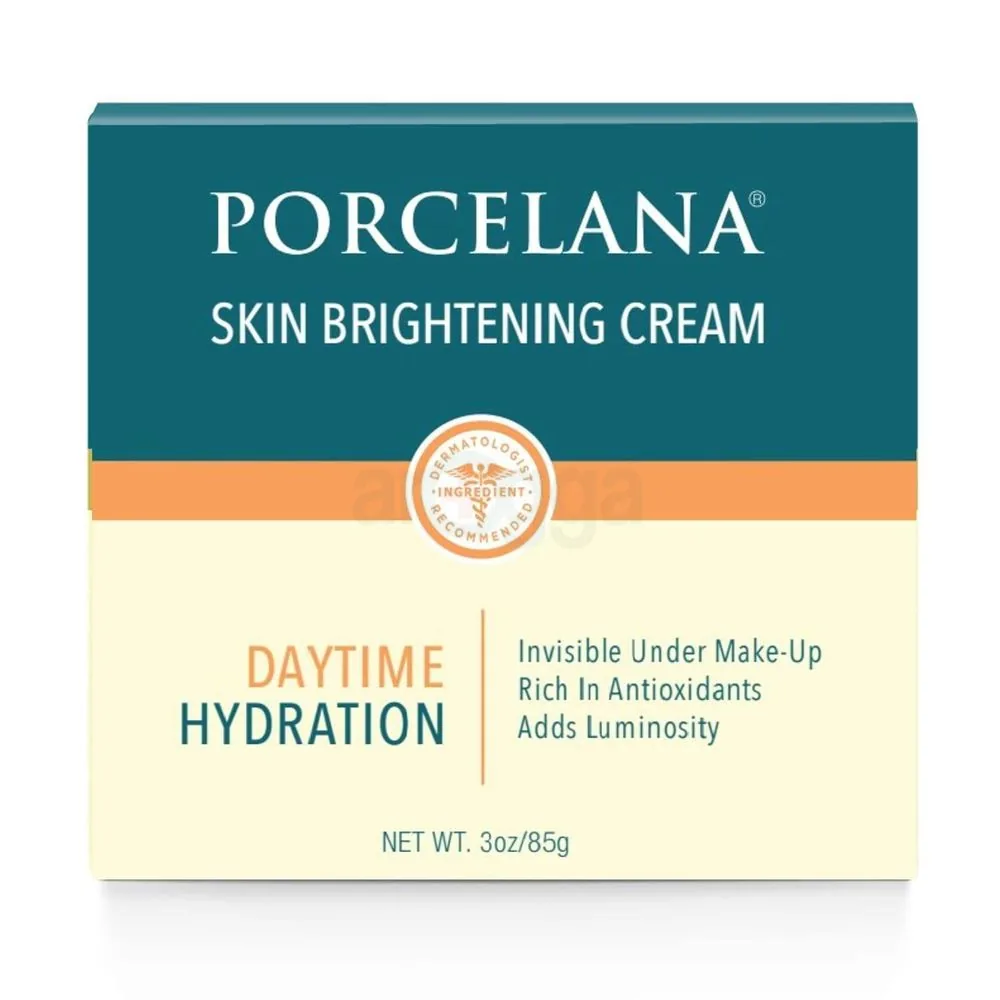 PORCELANA®
SKIN BRIGHTENING CREAM
DERMATOLOGIST
INGREDIENT
RECOMMENDED
DAYTIME
HYDRATION
Invisible Under Make-Up
Rich In Antioxidants
Adds Luminosity
NET WT. 3oz/85g